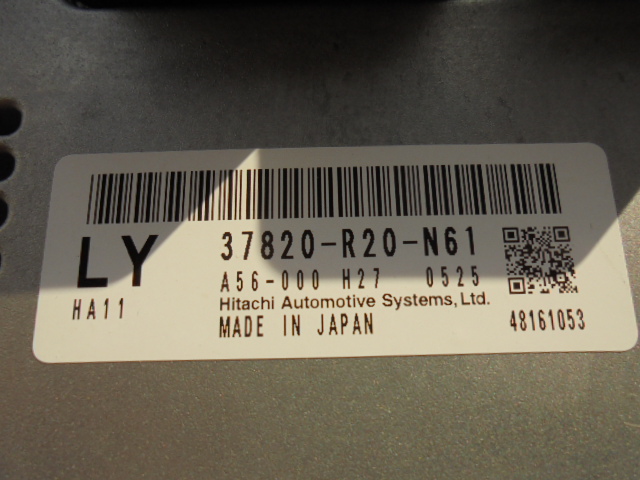 LY 37820-R20-N61
A56-000 H27 0525
HA11 Hitachi Automotive Systems, Ltd.
MADE IN JAPAN 48161053